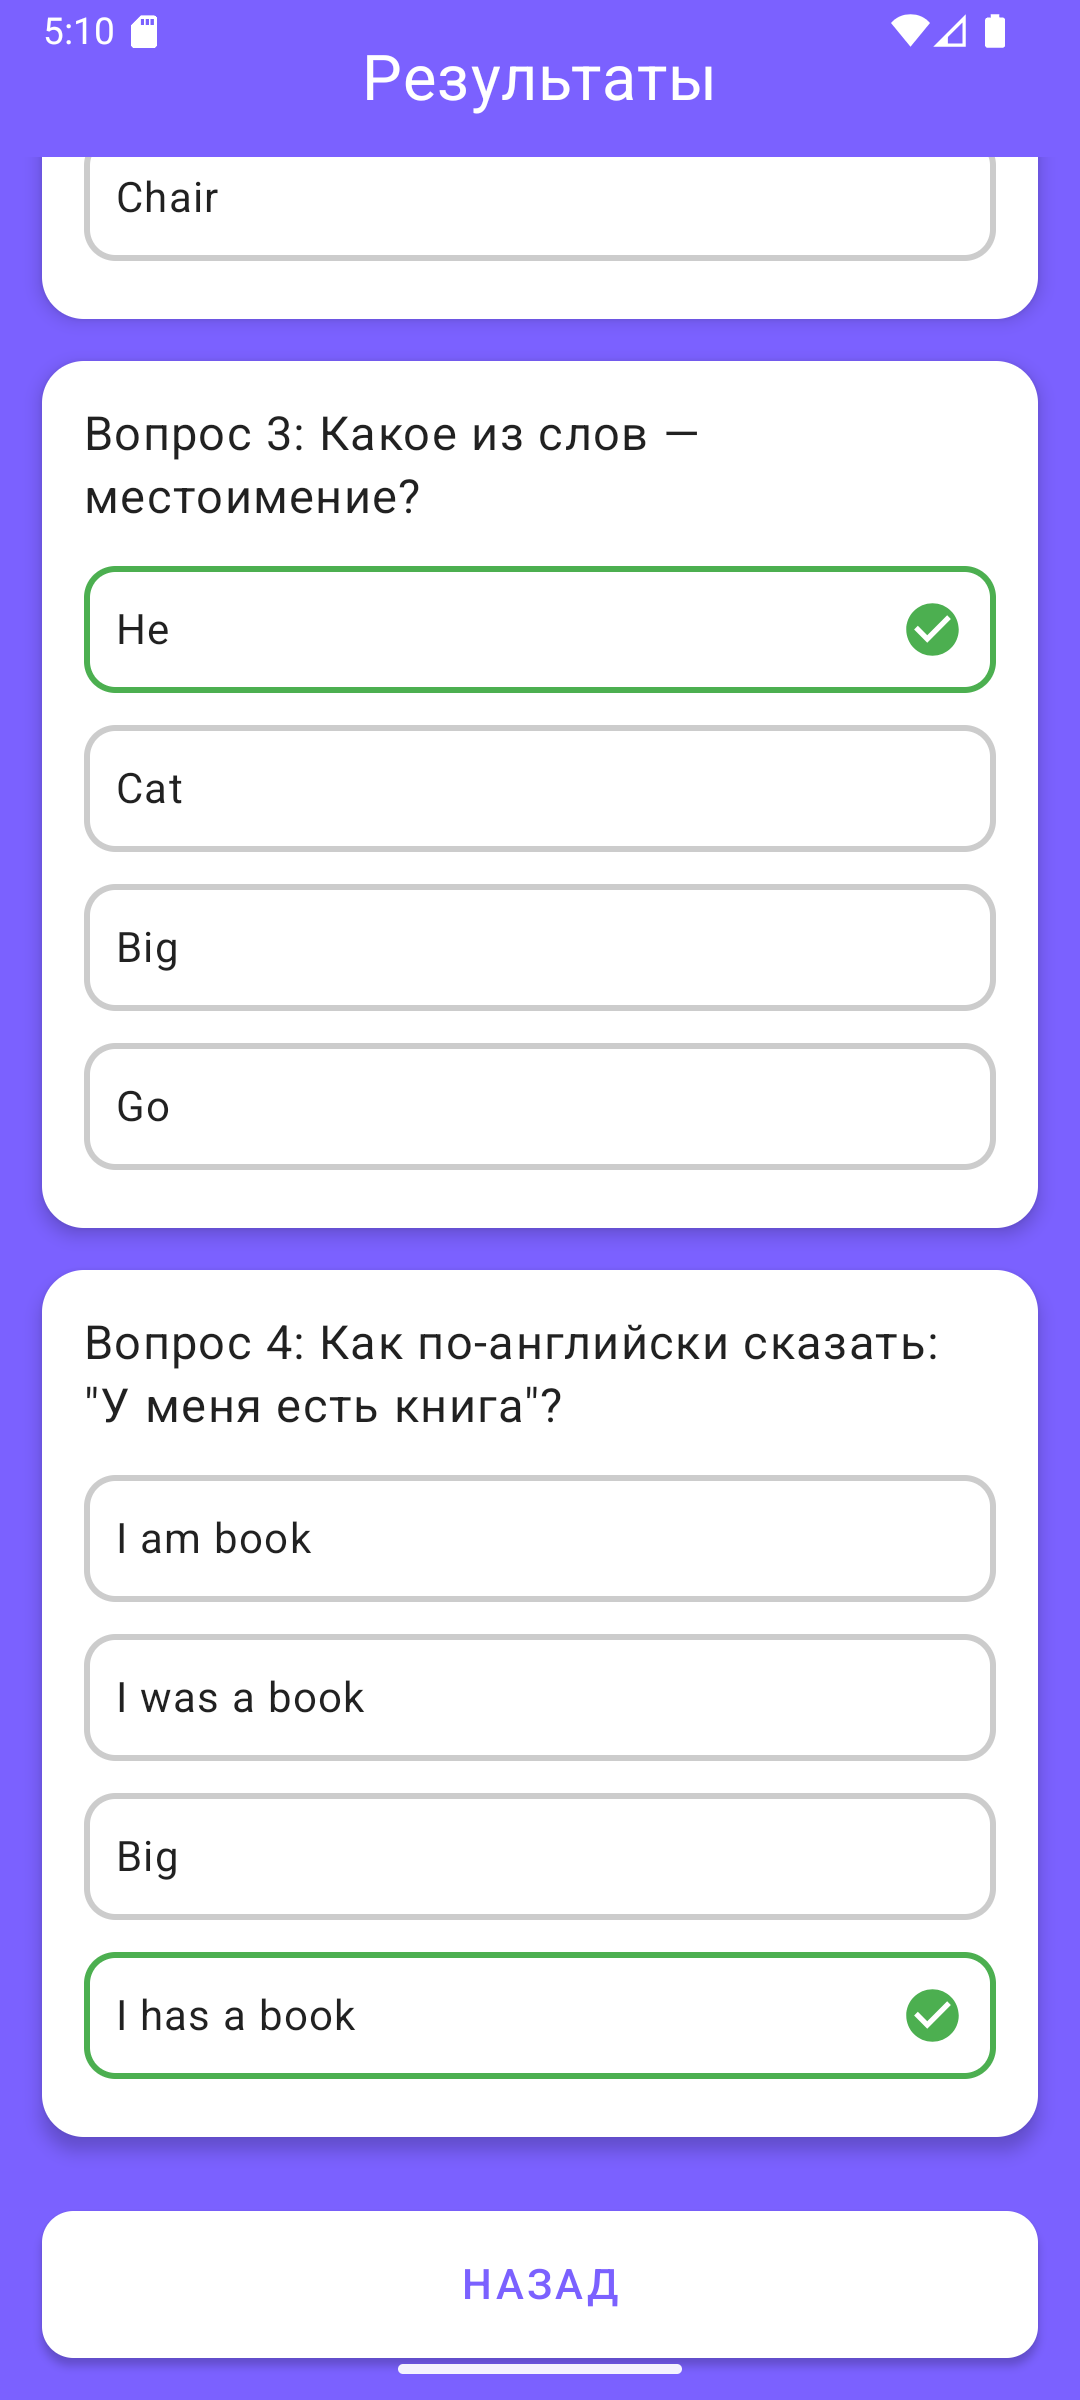 5:10
Результаты
Chair
Вопрос 3: Какое из слов —
местоимение?
He
Cat
Big
Go
Вопрос 4: Как по-английски сказать:
"У меня есть книга"?
I am book
I was a book
Big
I has a book
НАЗАД